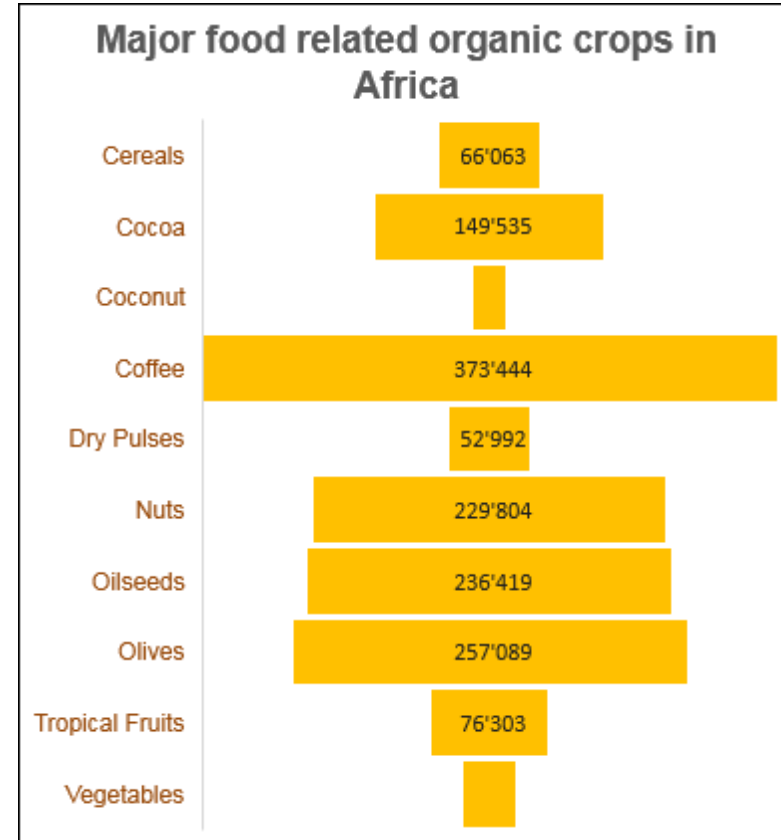 Major food related organic crops in
Africa
Cereals 66'063
Cocoa 149'535
Coconut
Coffee 373'444
Dry Pulses 52'992
Nuts 229'804
Oilseeds 236'419
Olives 257'089
Tropical Fruits 76'303
Vegetables